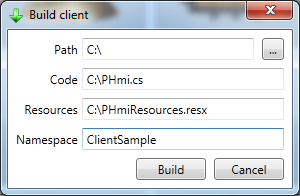 Build client
Path C:\ ...
Code C:\PHmi.cs
Resources C:\PHmiResources.resx
Namespace ClientSample
Build Cancel